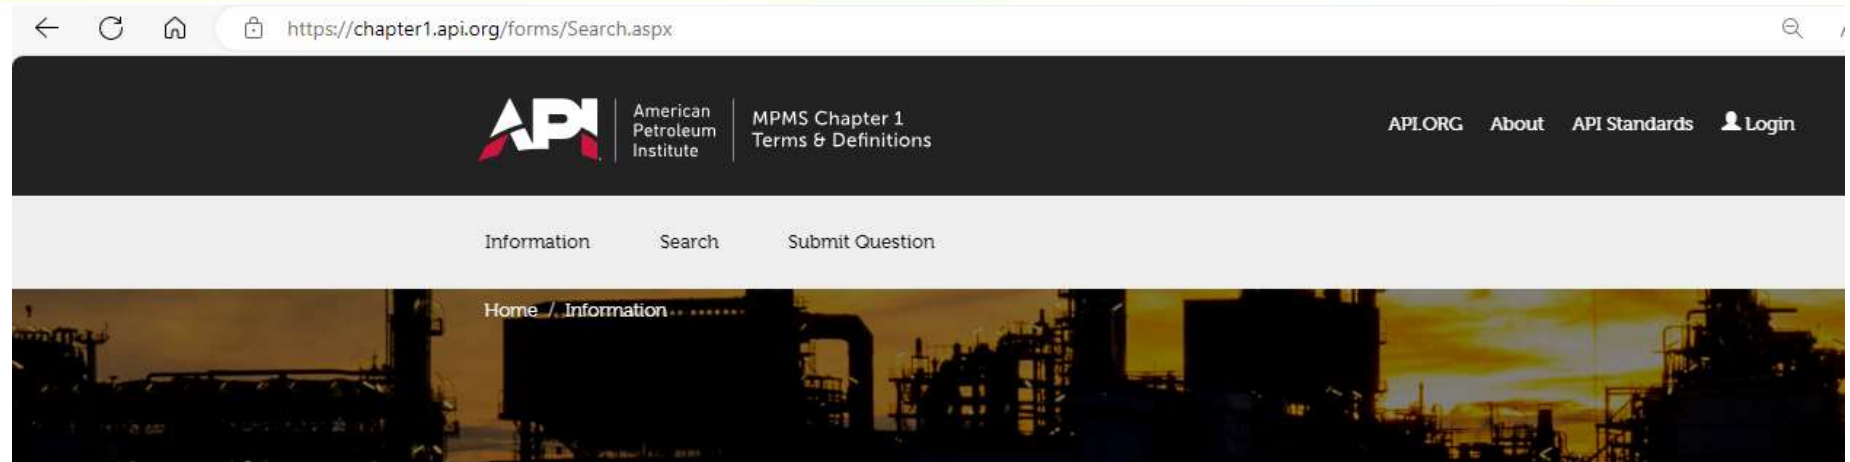 https://chapter1.api.org/forms/Search.aspx
API
American
Petroleum
Institute
MPMS Chapter 1
Terms & Definitions
API.ORG About API Standards Login
Information Search Submit Question
Home / Information